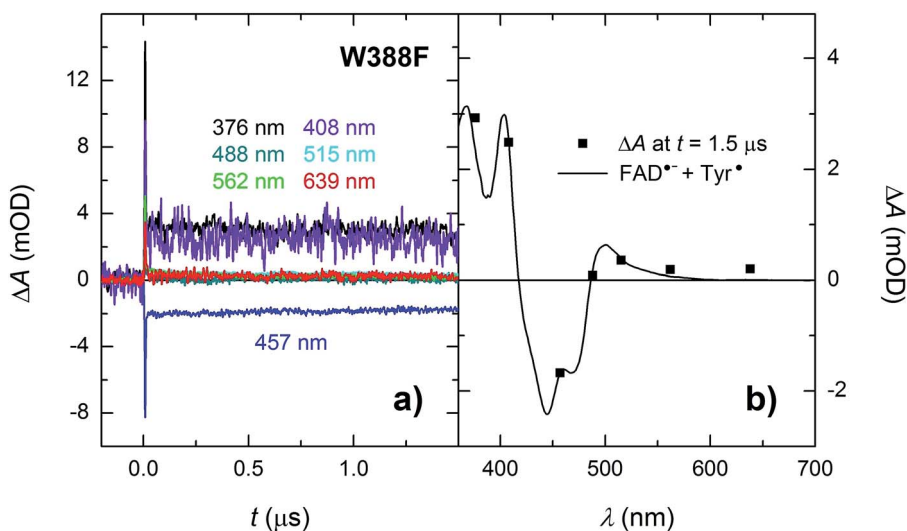 W388F
376 nm 408 nm
488 nm 515 nm
562 nm 639 nm
457 nm
a)
12
8
4
0
-4
-8
ΔA (mOD)
0.0 0.5 1.0
t (μs)
ΔA at t = 1.5 μs
FAD•− + Tyr•
b)
4
2
0
-2
ΔA (mOD)
400 500 600 700
λ (nm)